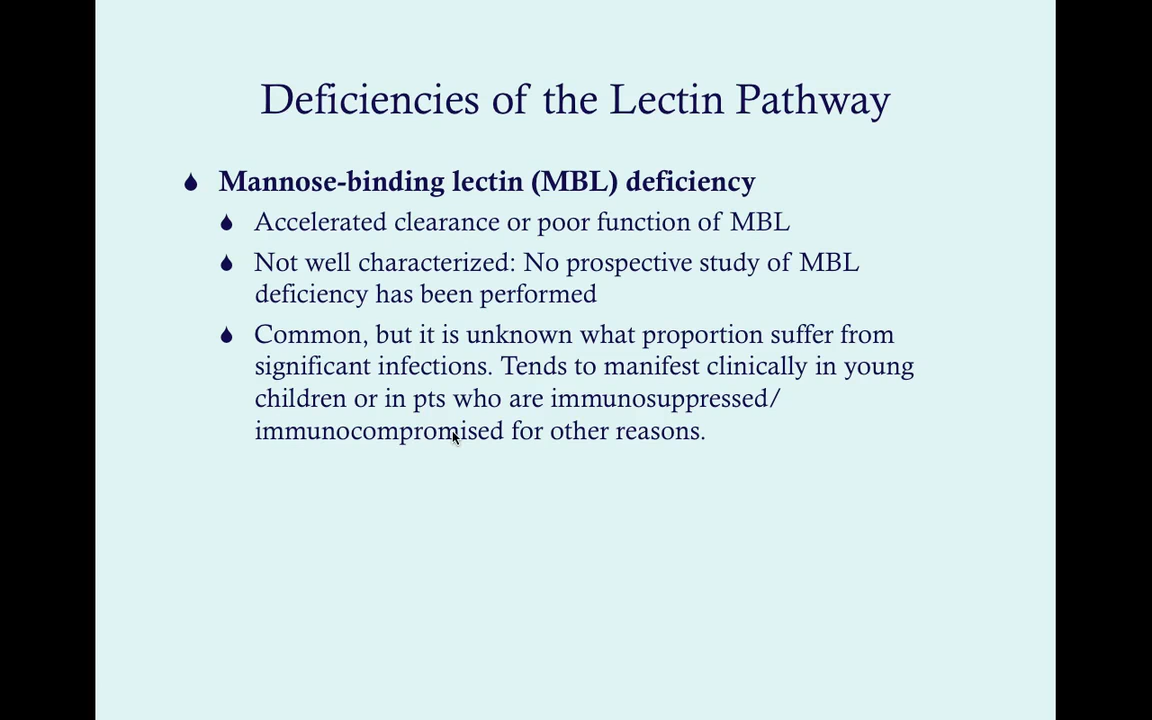 Deficiencies of the Lectin Pathway
Mannose-binding lectin (MBL) deficiency
Accelerated clearance or poor function of MBL
Not well characterized: No prospective study of MBL
deficiency has been performed
Common, but it is unknown what proportion suffer from
significant infections. Tends to manifest clinically in young
children or in pts who are immunosuppressed/
immunocompromised for other reasons.